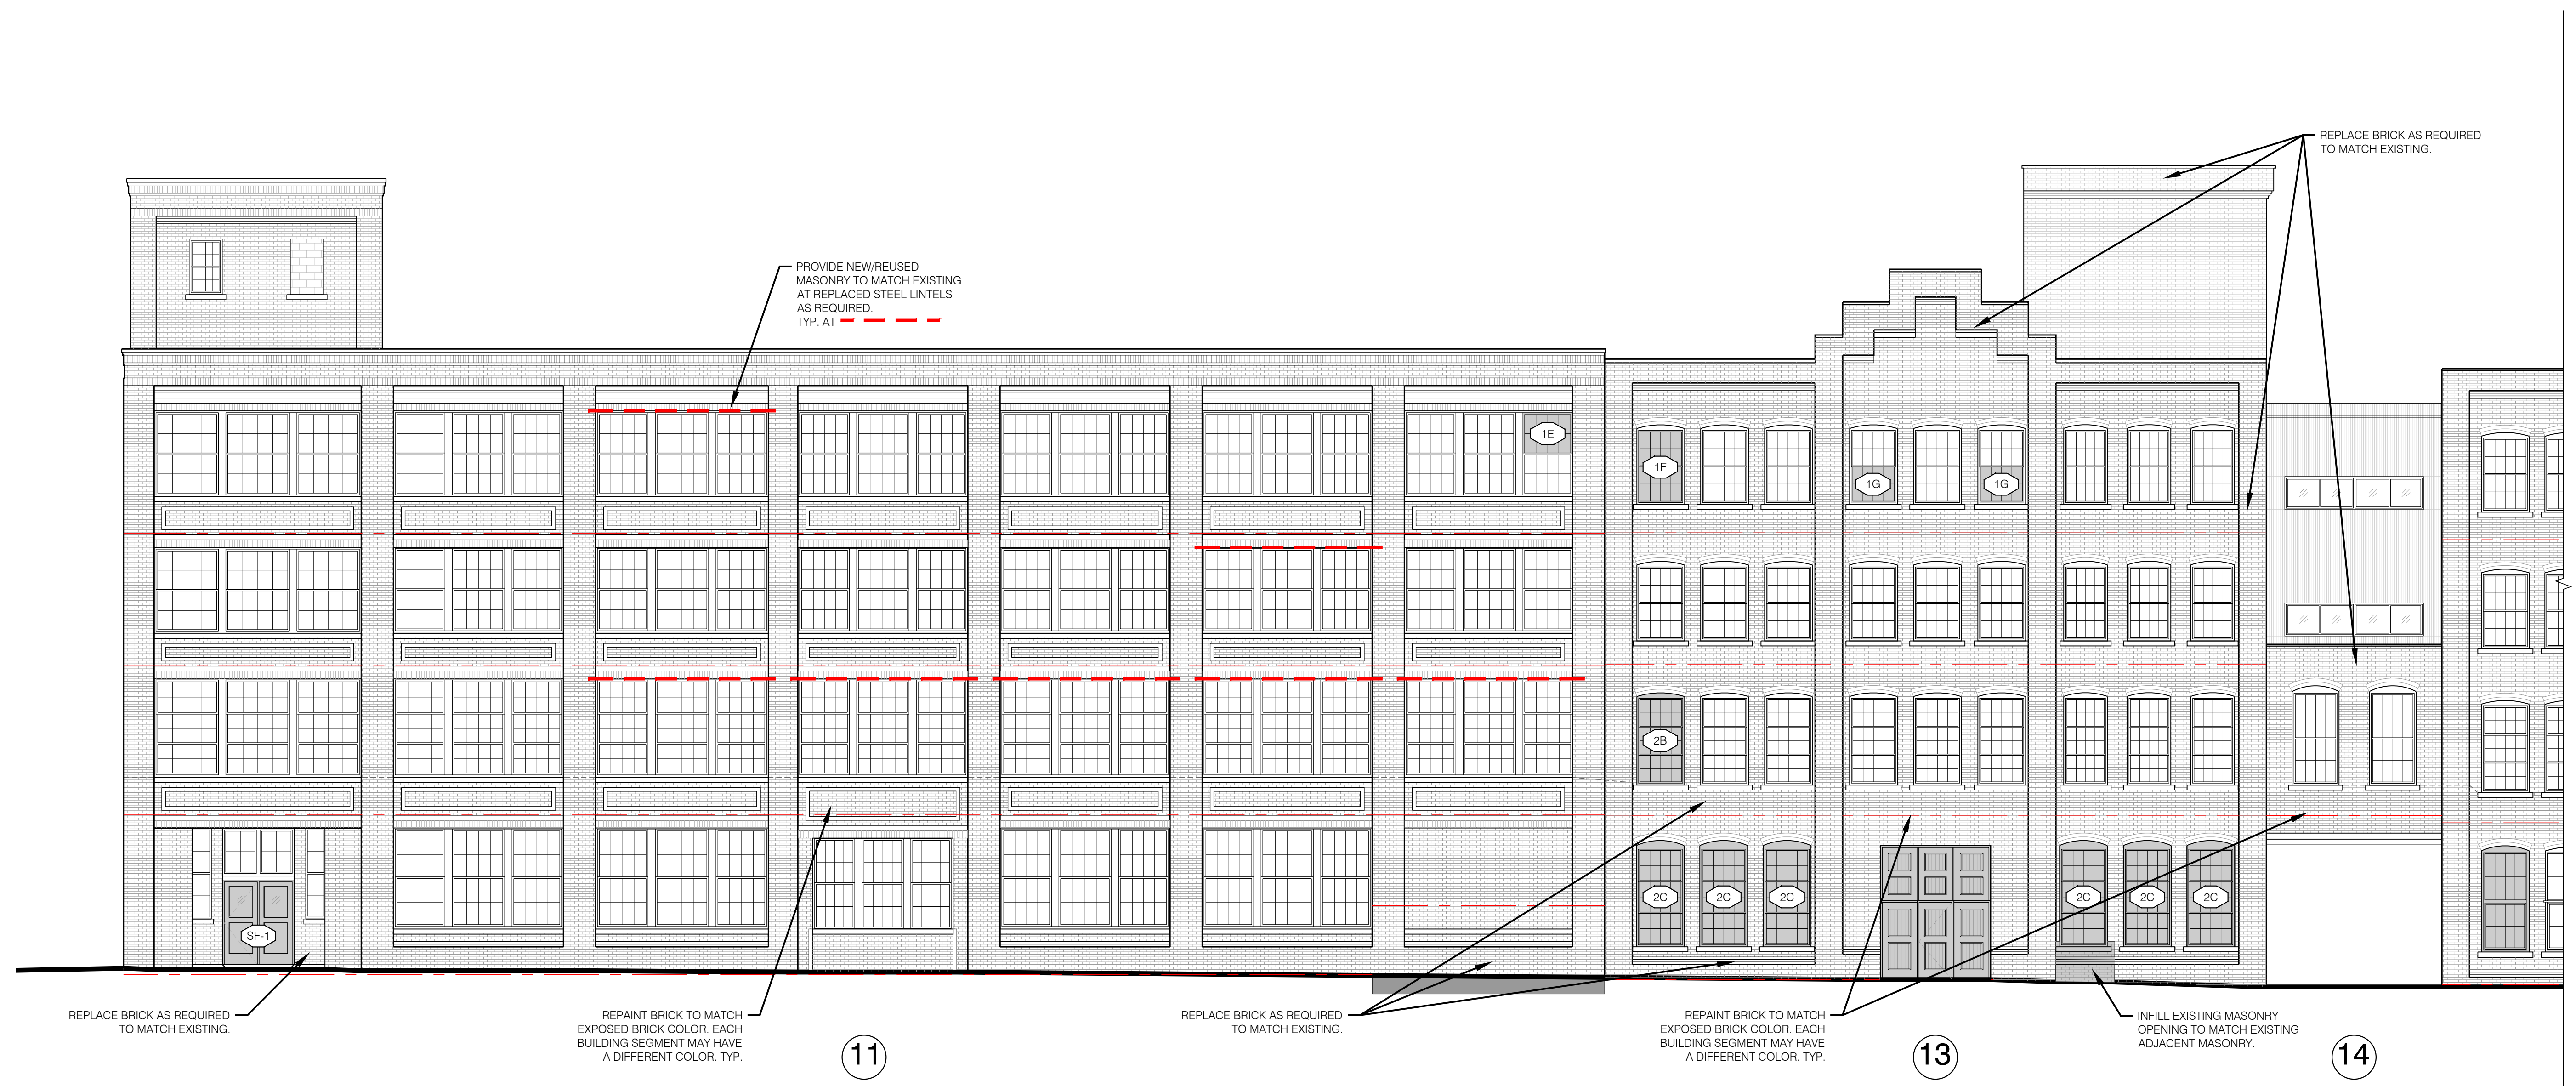 REPLACE BRICK AS REQUIRED
TO MATCH EXISTING.
PROVIDE NEW/REUSED
MASONRY TO MATCH EXISTING
AT REPLACED STEEL LINTELS
AS REQUIRED.
TYP. AT
1E
1F
1G
1G
2B
2C
2C
2C
2C
2C
2C
SF-1
REPLACE BRICK AS REQUIRED
TO MATCH EXISTING.
REPAINT BRICK TO MATCH
EXPOSED BRICK COLOR. EACH
BUILDING SEGMENT MAY HAVE
A DIFFERENT COLOR. TYP.
REPLACE BRICK AS REQUIRED
TO MATCH EXISTING.
REPAINT BRICK TO MATCH
EXPOSED BRICK COLOR. EACH
BUILDING SEGMENT MAY HAVE
A DIFFERENT COLOR. TYP.
INFILL EXISTING MASONRY
OPENING TO MATCH EXISTING
ADJACENT MASONRY.
11
13
14